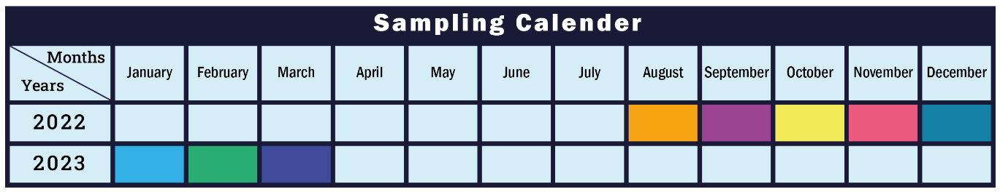 Sampling Calender
Months
Years
January February March April May June July August September October November December
2022
2023